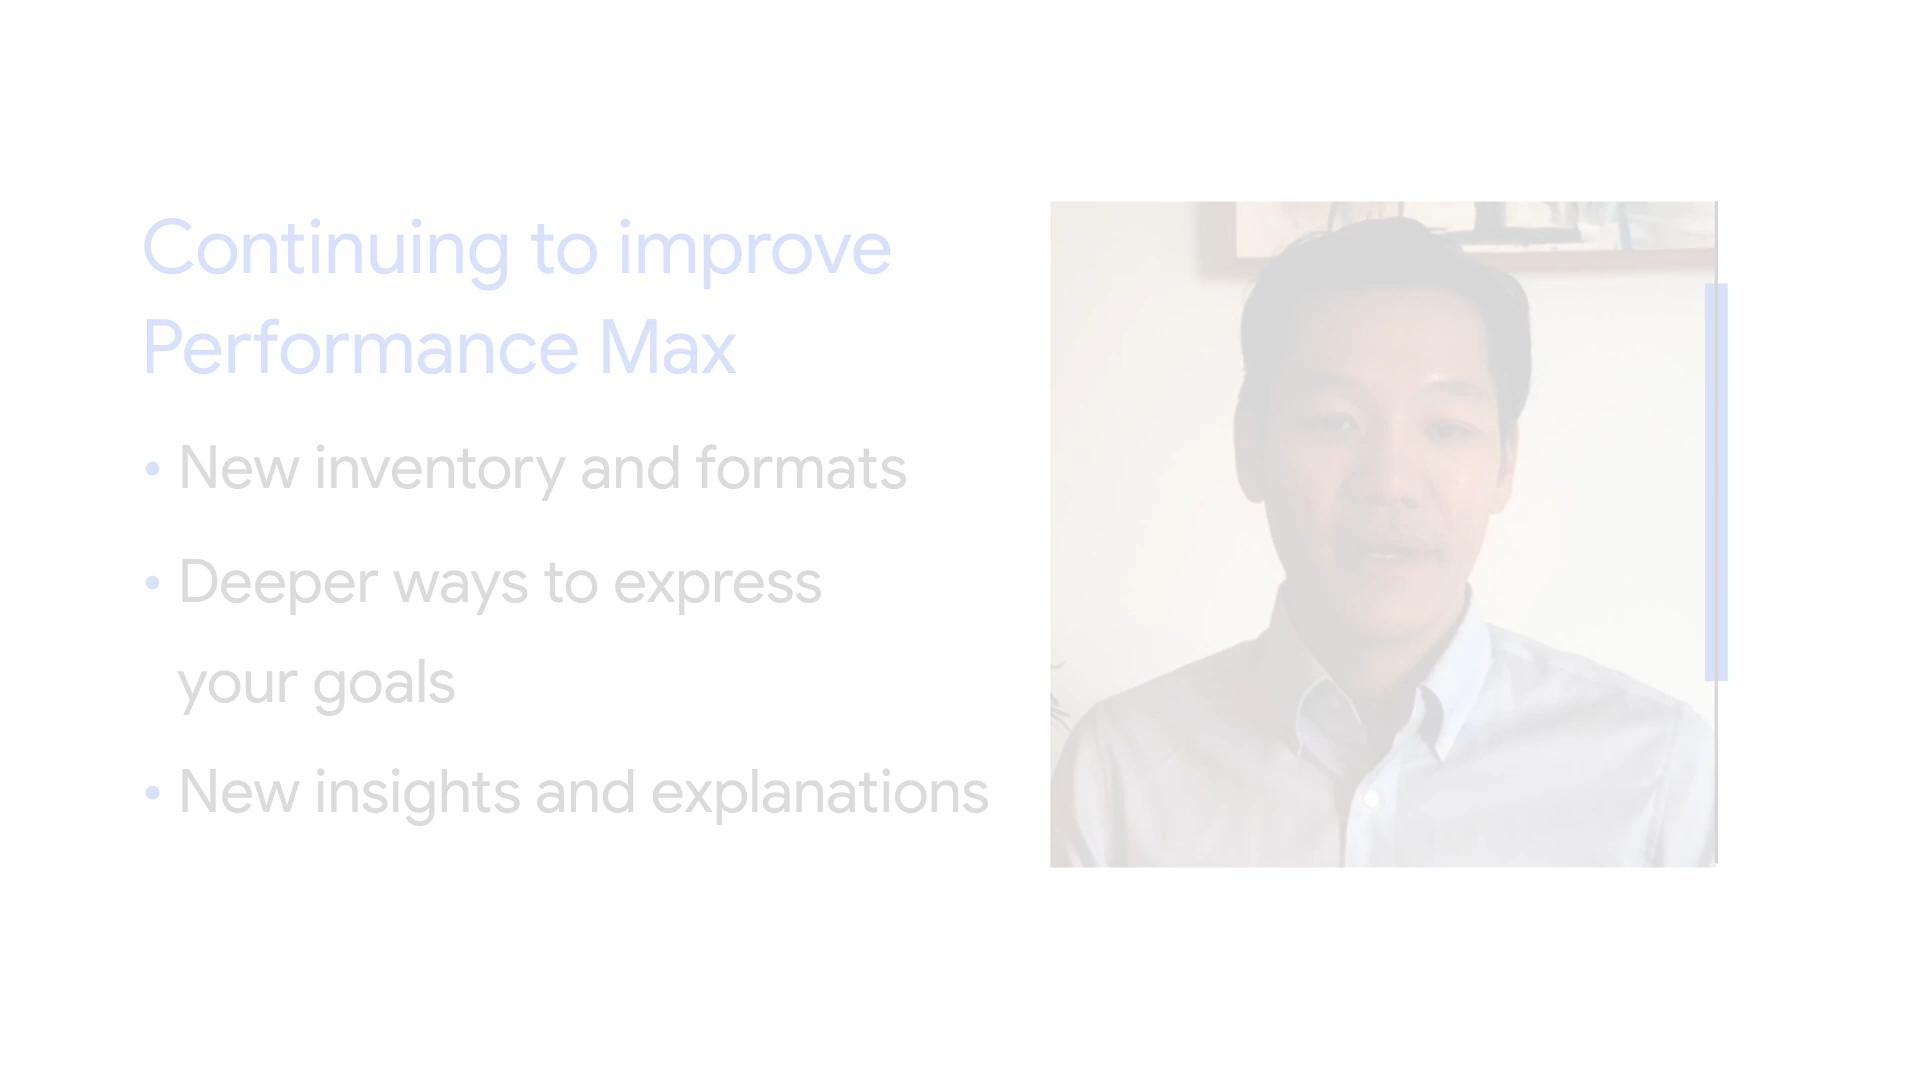 Continuing to improve
Performance Max
• New inventory and formats
• Deeper ways to express
your goals
• New insights and explanations